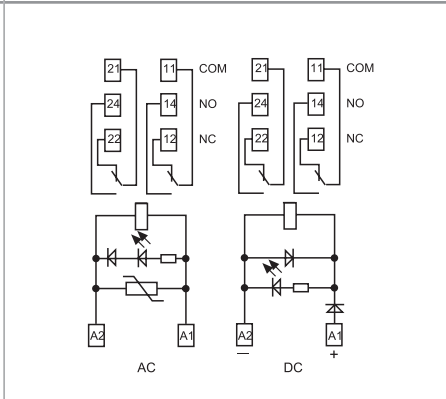 21 11 COM 21 11 COM
24 14 NO 24 14 NO
22 12 NC 22 12 NC
A2 A1 A2 A1
— +
AC DC